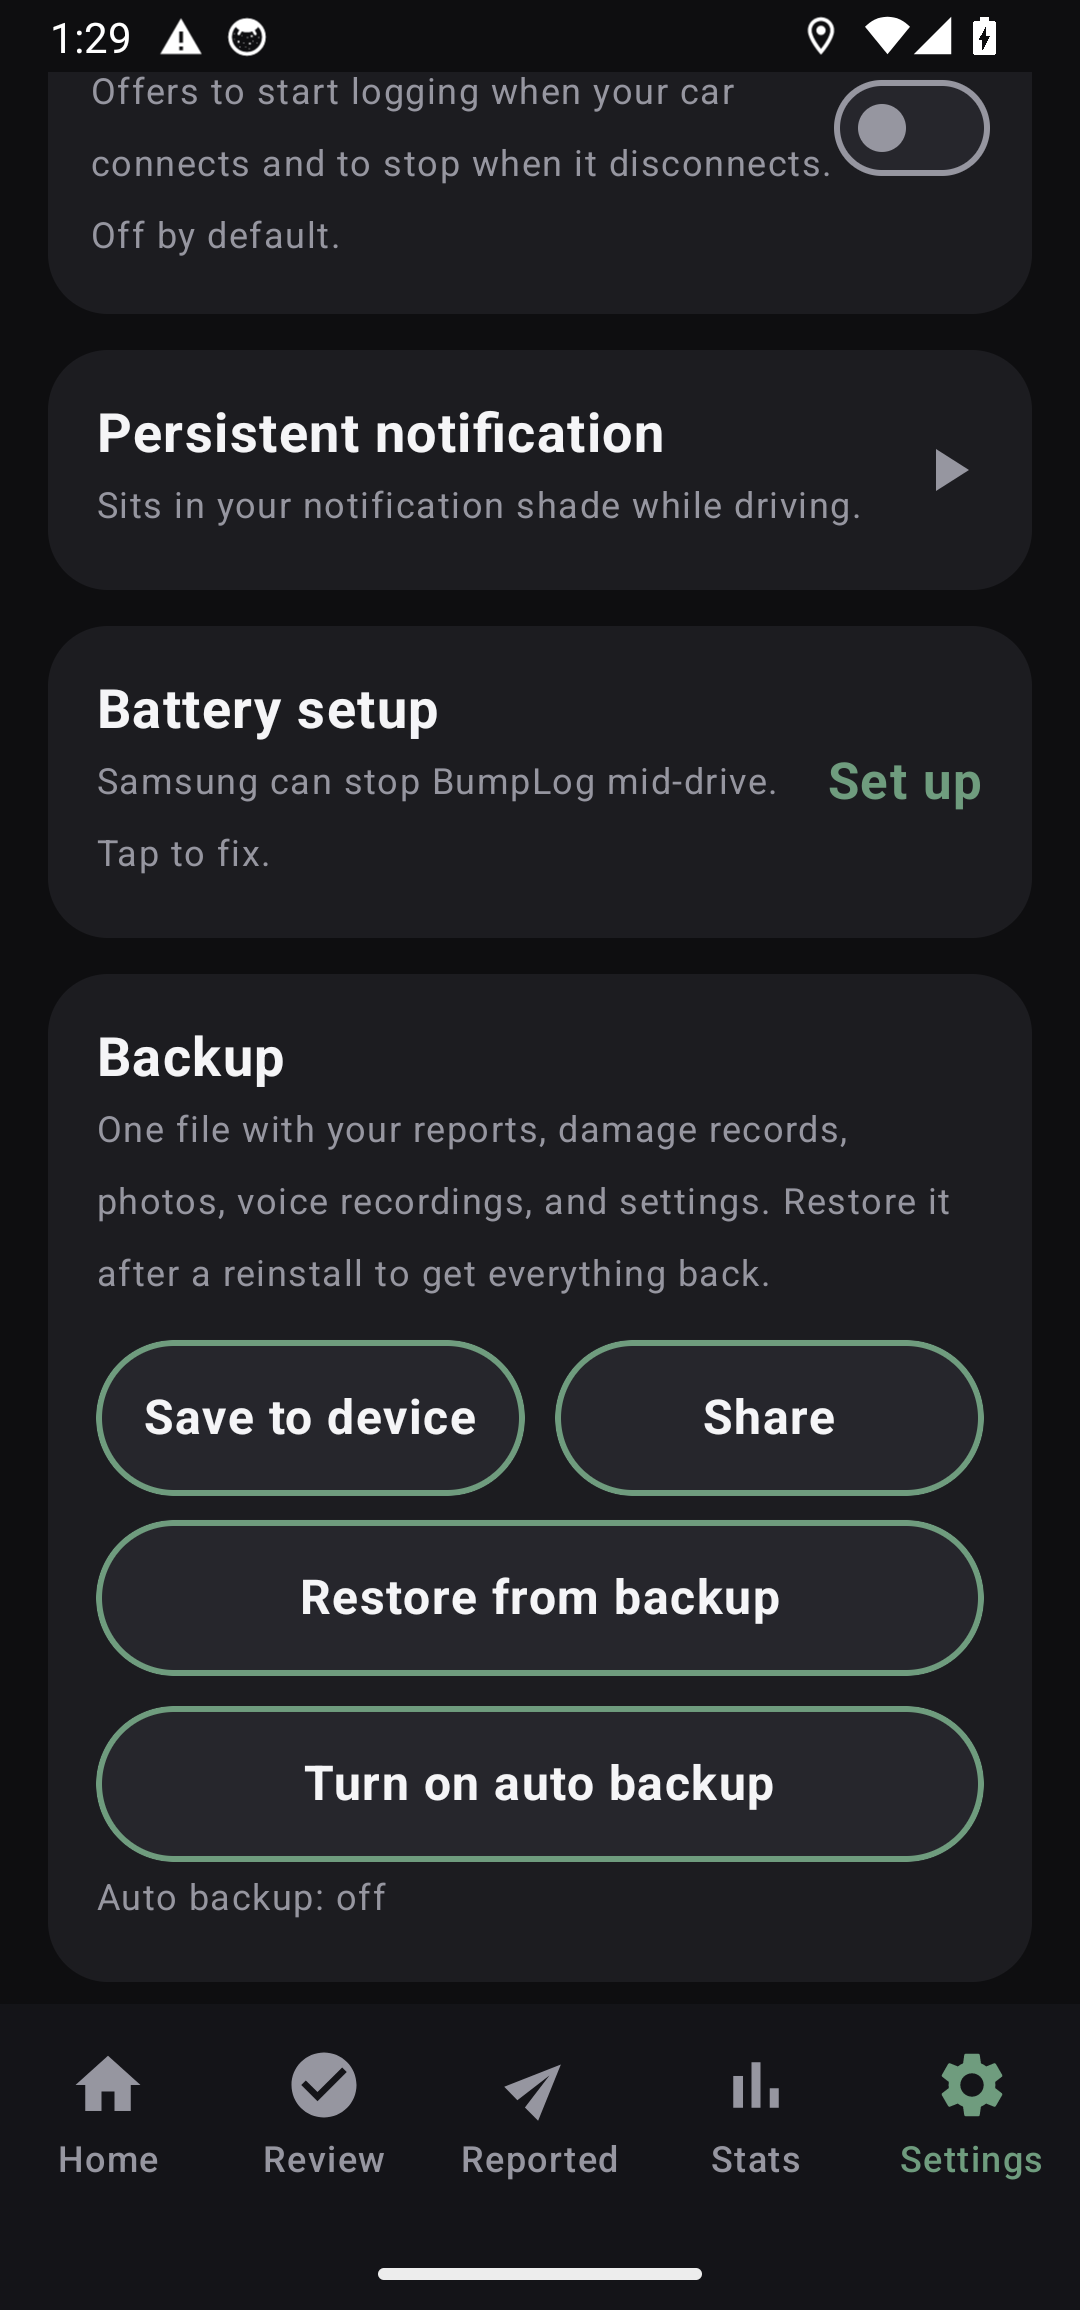 1:29
Offers to start logging when your car
connects and to stop when it disconnects.
Off by default.
Persistent notification
Sits in your notification shade while driving.
Battery setup
Samsung can stop BumpLog mid-drive.
Tap to fix.
Set up
Backup
One file with your reports, damage records,
photos, voice recordings, and settings. Restore it
after a reinstall to get everything back.
Save to device
Share
Restore from backup
Turn on auto backup
Auto backup: off
Home
Review
Reported
Stats
Settings